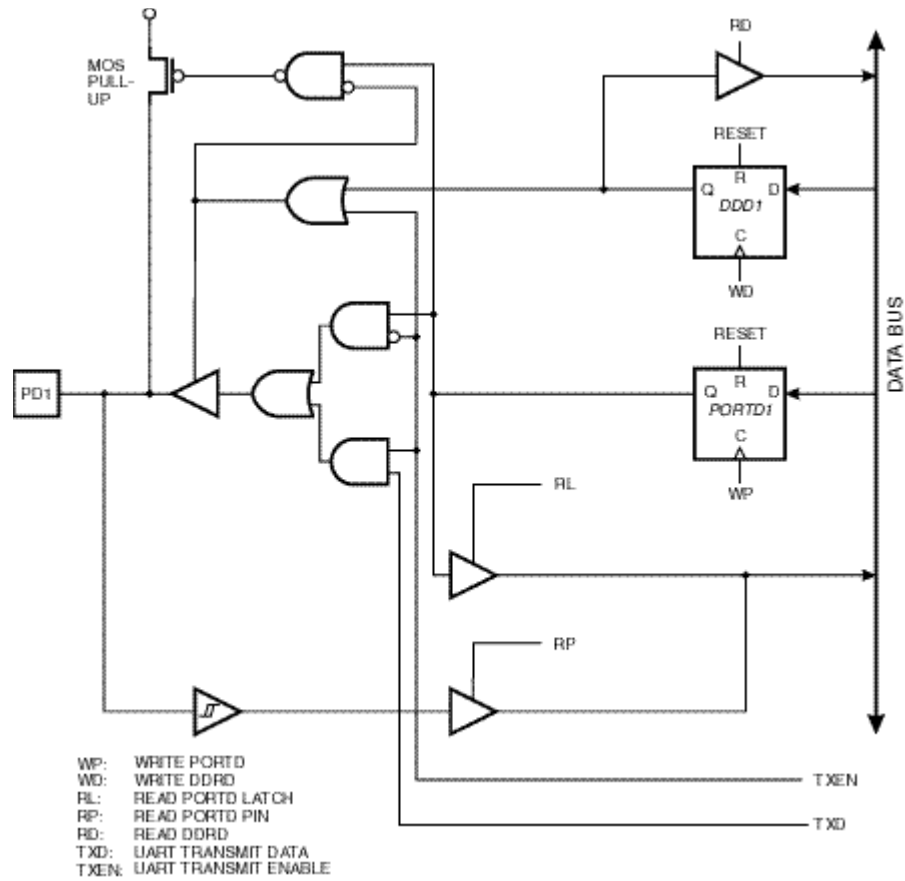 RD
MOS
PULL-
UP
RESET
R
Q
D
DDD1
C
WD
DATA BUS
RESET
R
Q
D
PD1
PORTD1
C
WP
RL
RP
WP: WRITE PORTD
WD: WRITE DDRD
RL: READ PORTD LATCH
RP: READ PORTD PIN
RD: READ DDRD
TXD: UART TRANSMIT DATA
TXEN: UART TRANSMIT ENABLE
TXEN
TXD